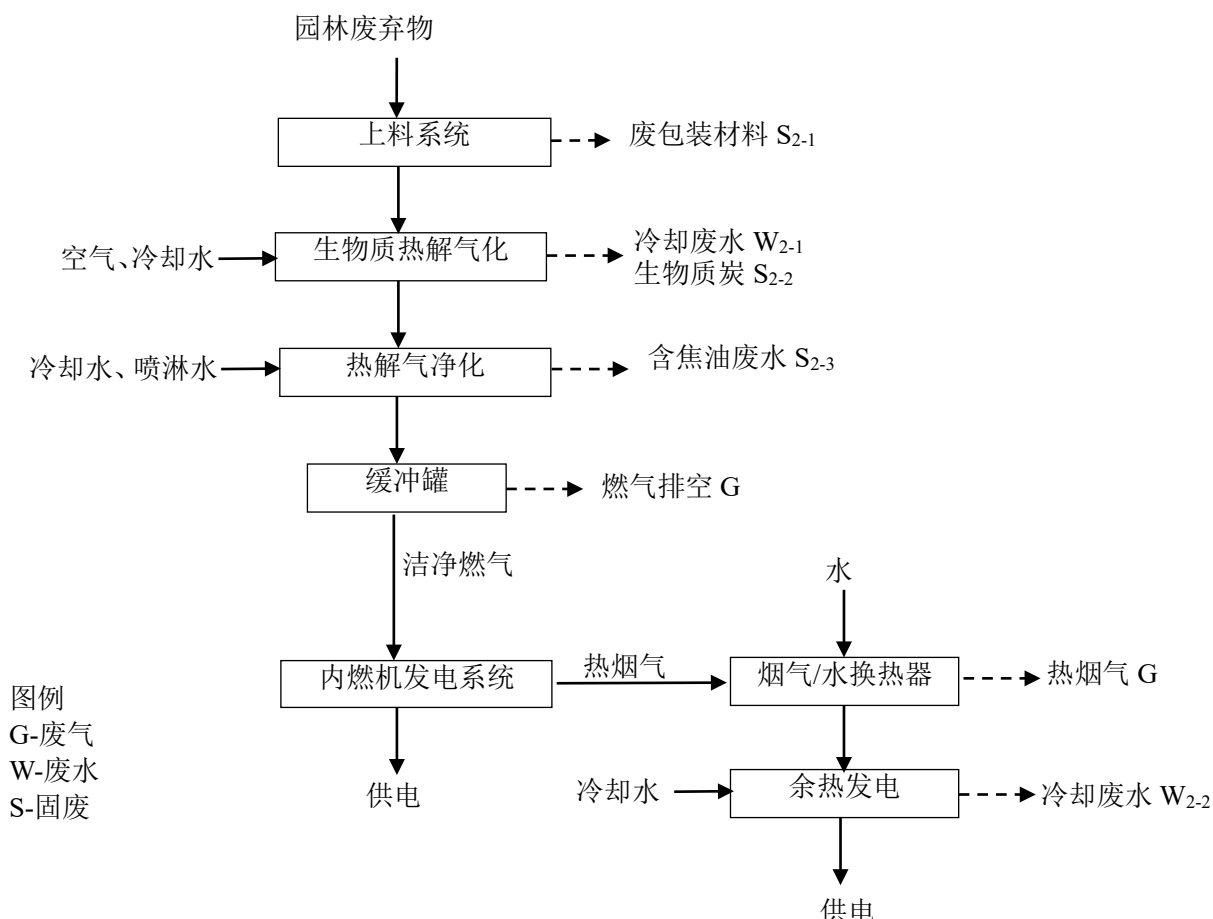 园林废弃物
上料系统
废包装材料 S2-1
空气、冷却水
生物质热解气化
冷却废水 W2-1
生物质炭 S2-2
冷却水、喷淋水
热解气净化
含焦油废水 S2-3
缓冲罐
燃气排空 G
洁净燃气
水
内燃机发电系统
热烟气
烟气/水换热器
热烟气 G
图例
G-废气
W-废水
S-固废
供电
冷却水
余热发电
冷却废水 W2-2
供电